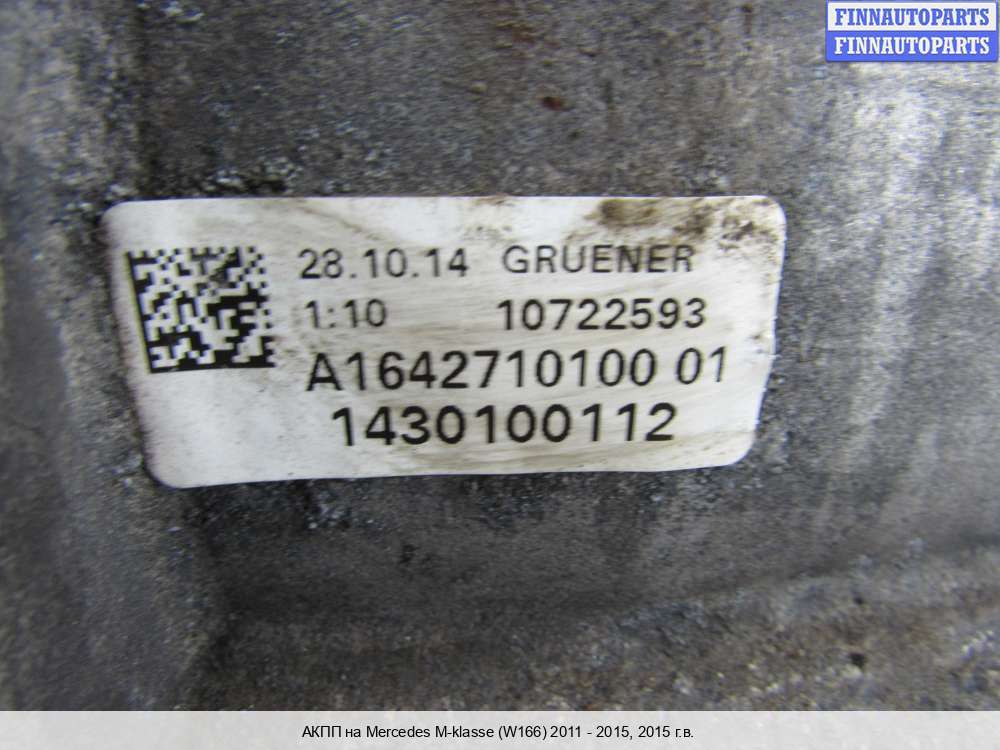 FINNAUTOPARTS
FINNAUTOPARTS
28.10.14 GRUENER
1:10 10722593
A1642710100 01
1430100112
АКПП на Mercedes M-klasse (W166) 2011 - 2015, 2015 г.в.